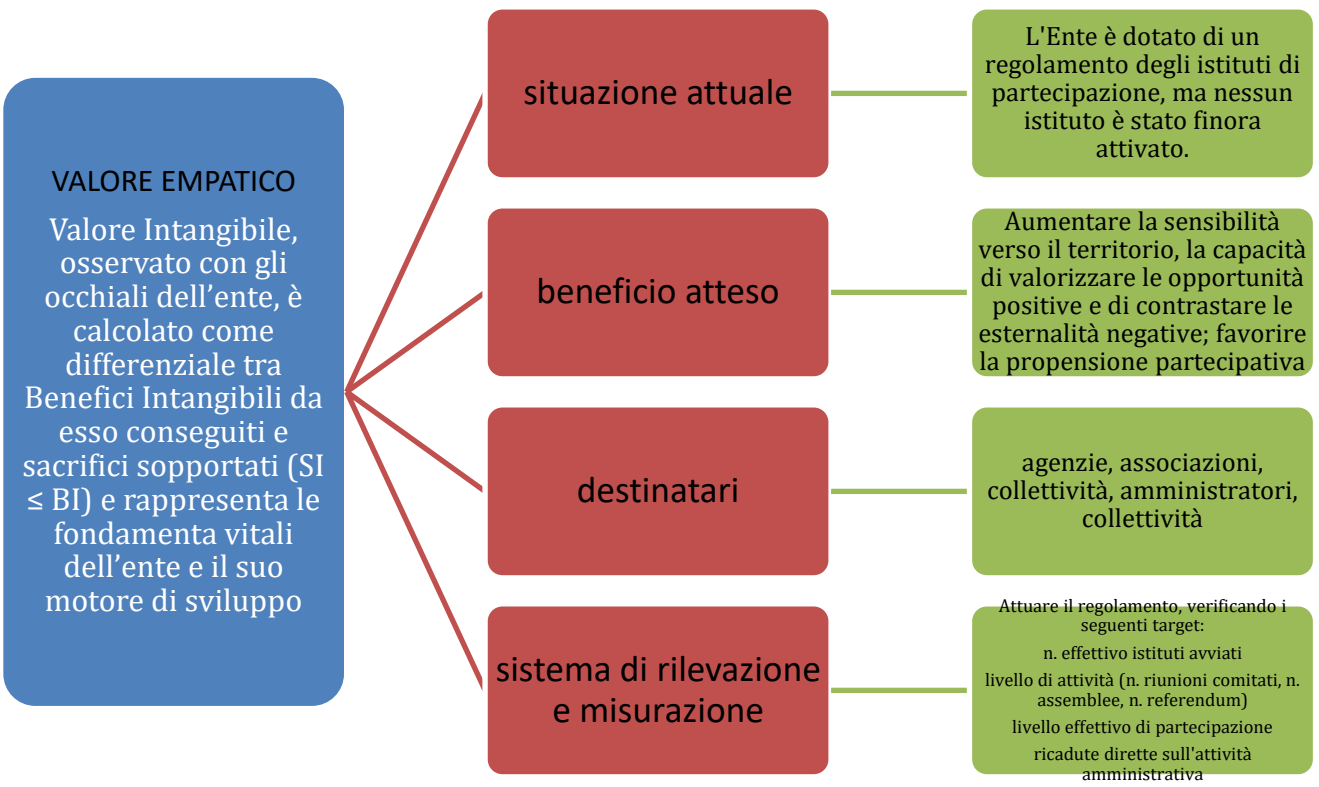 VALORE EMPATICO
Valore Intangibile,
osservato con gli
occhiali dell’ente, è
calcolato come
differenziale tra
Benefici Intangibili da
esso conseguiti e
sacrifici sopportati (SI
≤ BI) e rappresenta le
fondamenta vitali
dell’ente e il suo
motore di sviluppo
situazione attuale
L'Ente è dotato di un
regolamento degli istituti di
partecipazione, ma nessun
istituto è stato finora
attivato.
beneficio atteso
Aumentare la sensibilità
verso il territorio, la capacità
di valorizzare le opportunità
positive e di contrastare le
esternalità negative; favorire
la propensione partecipativa
destinatari
agenzie, associazioni,
collettività, amministratori,
collettività
sistema di rilevazione
e misurazione
Attuare il regolamento, verificando i
seguenti target:
n. effettivo istituti avviati
livello di attività (n. riunioni comitati, n.
assemblee, n. referendum)
livello effettivo di partecipazione
ricadute dirette sull'attività
amministrativa